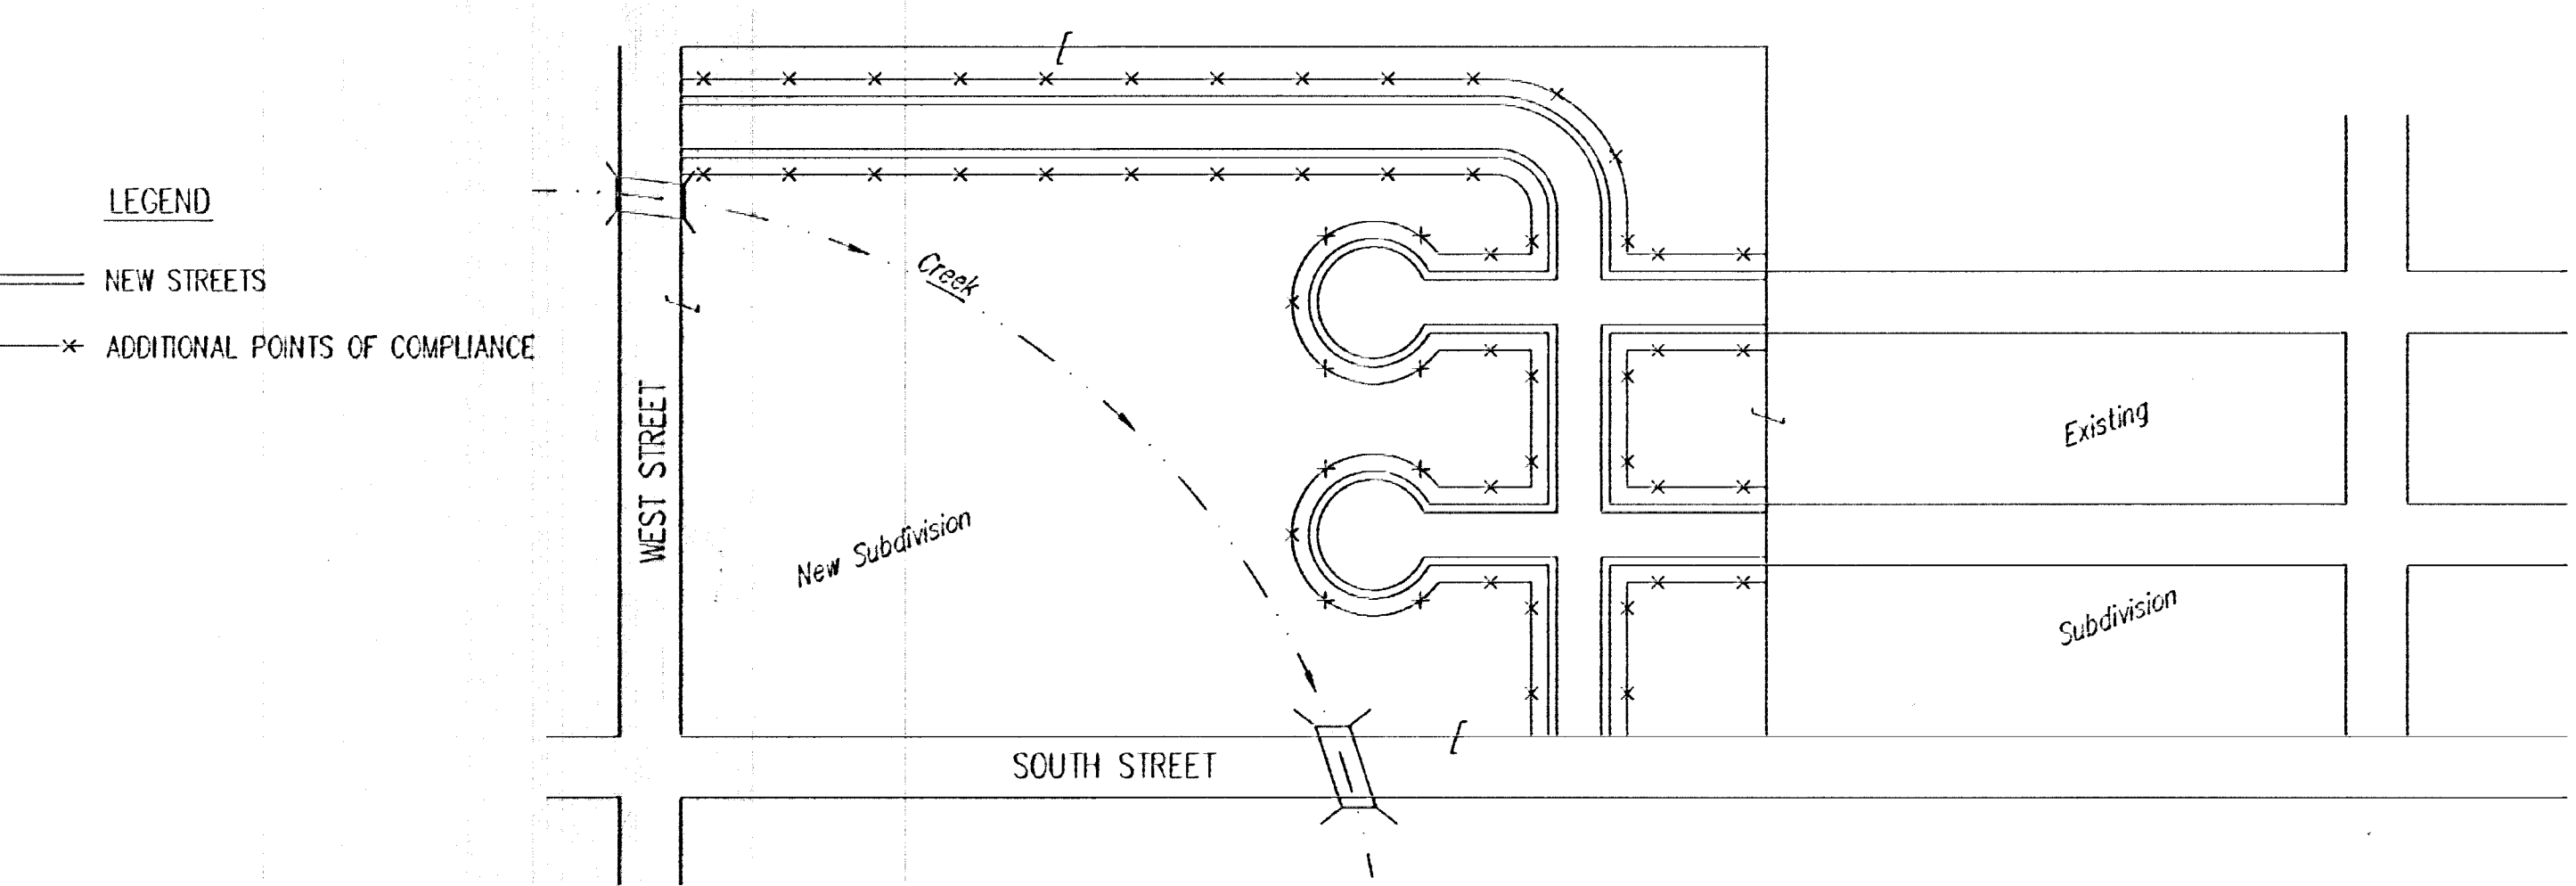 LEGEND
NEW STREETS
ADDITIONAL POINTS OF COMPLIANCE
WEST STREET
Creek
New Subdivision
SOUTH STREET
Existing
Subdivision